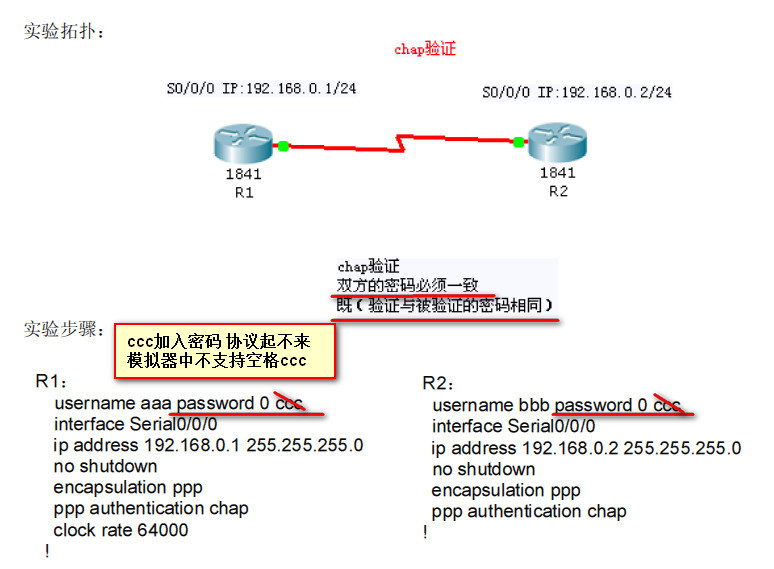 实验拓扑：
chap验证
S0/0/0 IP:192.168.0.1/24
S0/0/0 IP:192.168.0.2/24
1841
R1
1841
R2
chap验证
双方的密码必须一致
既（验证与被验证的密码相同）
实验步骤：
ccc加入密码 协议起不来
模拟器中不支持空格ccc
R1：
username aaa password 0 ccc
interface Serial0/0/0
ip address 192.168.0.1 255.255.255.0
no shutdown
encapsulation ppp
ppp authentication chap
clock rate 64000
!
R2：
username bbb password 0 ccc
interface Serial0/0/0
ip address 192.168.0.2 255.255.255.0
no shutdown
encapsulation ppp
ppp authentication chap
!